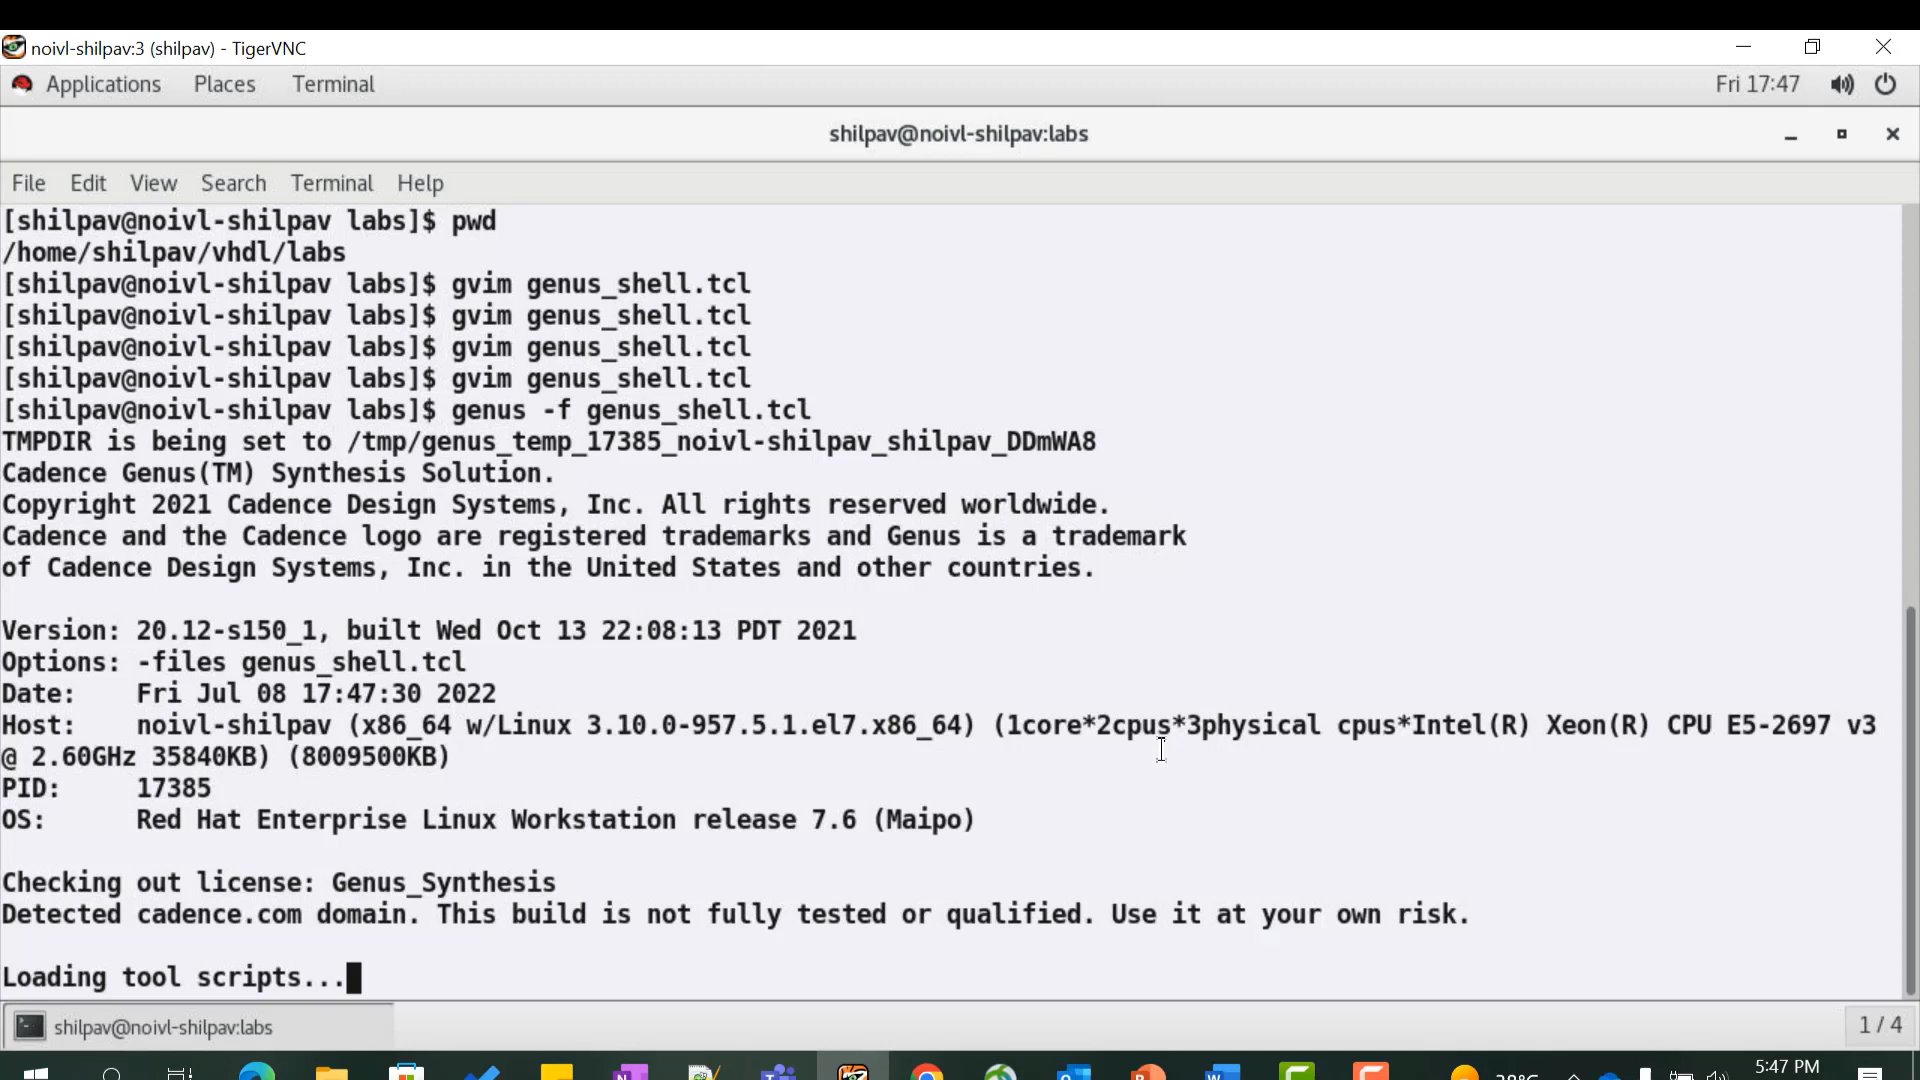 noivl-shilpav:3 (shilpav) - TigerVNC
Applications Places Terminal Fri 17:47
shilpav@noivl-shilpav:labs
File Edit View Search Terminal Help
[shilpav@noivl-shilpav labs]$ pwd
/home/shilpav/vhdl/labs
[shilpav@noivl-shilpav labs]$ gvim genus_shell.tcl
[shilpav@noivl-shilpav labs]$ gvim genus_shell.tcl
[shilpav@noivl-shilpav labs]$ gvim genus_shell.tcl
[shilpav@noivl-shilpav labs]$ gvim genus_shell.tcl
[shilpav@noivl-shilpav labs]$ genus -f genus_shell.tcl
TMPDIR is being set to /tmp/genus_temp_17385_noivl-shilpav_shilpav_DDmWA8
Cadence Genus(TM) Synthesis Solution.
Copyright 2021 Cadence Design Systems, Inc. All rights reserved worldwide.
Cadence and the Cadence logo are registered trademarks and Genus is a trademark
of Cadence Design Systems, Inc. in the United States and other countries.
Version: 20.12-s150_1, built Wed Oct 13 22:08:13 PDT 2021
Options: -files genus_shell.tcl
Date: Fri Jul 08 17:47:30 2022
Host: noivl-shilpav (x86_64 w/Linux 3.10.0-957.5.1.el7.x86_64) (1core*2cpus*3physical cpus*Intel(R) Xeon(R) CPU E5-2697 v3
@ 2.60GHz 35840KB) (8009500KB)
PID: 17385
OS: Red Hat Enterprise Linux Workstation release 7.6 (Maipo)
Checking out license: Genus_Synthesis
Detected cadence.com domain. This build is not fully tested or qualified. Use it at your own risk.
Loading tool scripts...
shilpav@noivl-shilpav:labs 1 / 4
5:47 PM